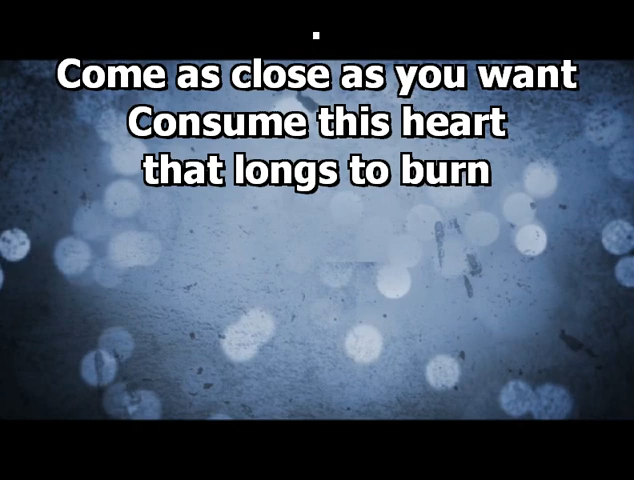 .
Come as close as you want
Consume this heart
that longs to burn